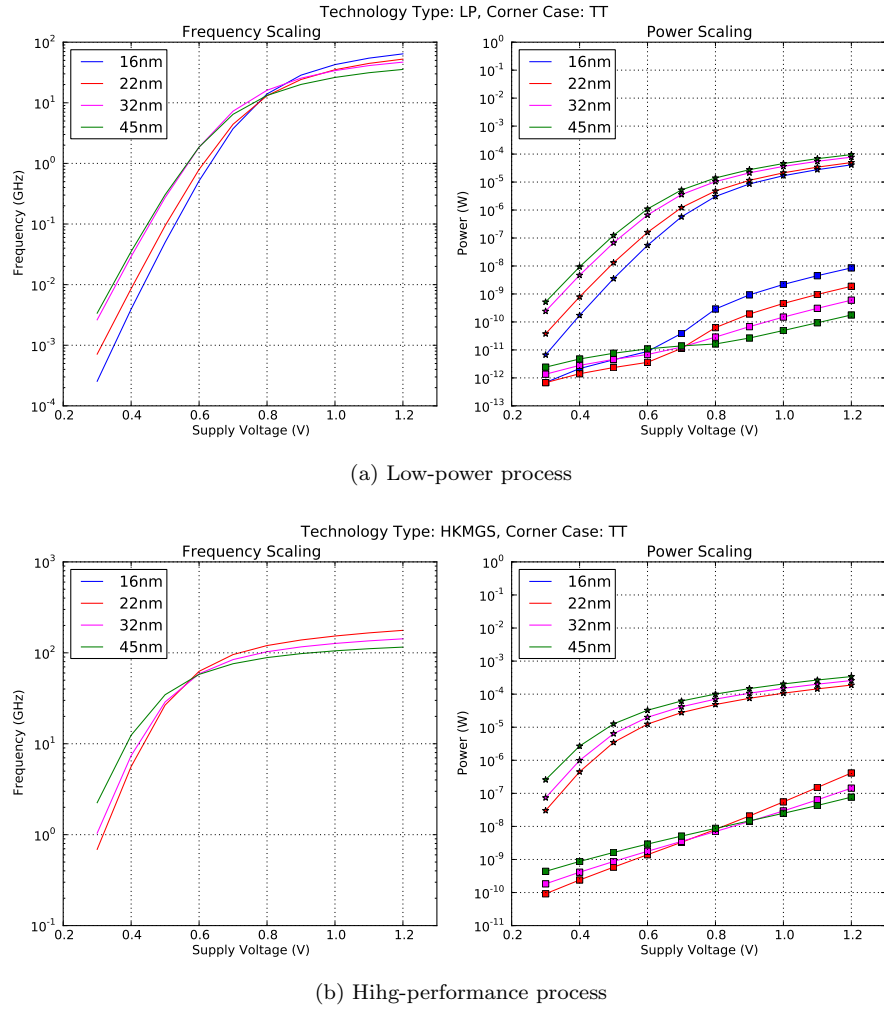 Technology Type: LP, Corner Case: TT
Frequency Scaling
16nm
22nm
32nm
45nm
10^2
10^1
10^0
10^-1
10^-2
10^-3
10^-4
Frequency (GHz)
0.2 0.4 0.6 0.8 1.0 1.2
Supply Voltage (V)
Power Scaling
16nm
22nm
32nm
45nm
10^0
10^-1
10^-2
10^-3
10^-4
10^-5
10^-6
10^-7
10^-8
10^-9
10^-10
10^-11
10^-12
10^-13
Power (W)
0.2 0.4 0.6 0.8 1.0 1.2
Supply Voltage (V)
(a) Low-power process
Technology Type: HKMGS, Corner Case: TT
Frequency Scaling
16nm
22nm
32nm
45nm
10^3
10^2
10^1
10^0
10^-1
Frequency (GHz)
0.2 0.4 0.6 0.8 1.0 1.2
Supply Voltage (V)
Power Scaling
16nm
22nm
32nm
45nm
10^0
10^-1
10^-2
10^-3
10^-4
10^-5
10^-6
10^-7
10^-8
10^-9
10^-10
10^-11
Power (W)
0.2 0.4 0.6 0.8 1.0 1.2
Supply Voltage (V)
(b) Hihg-performance process